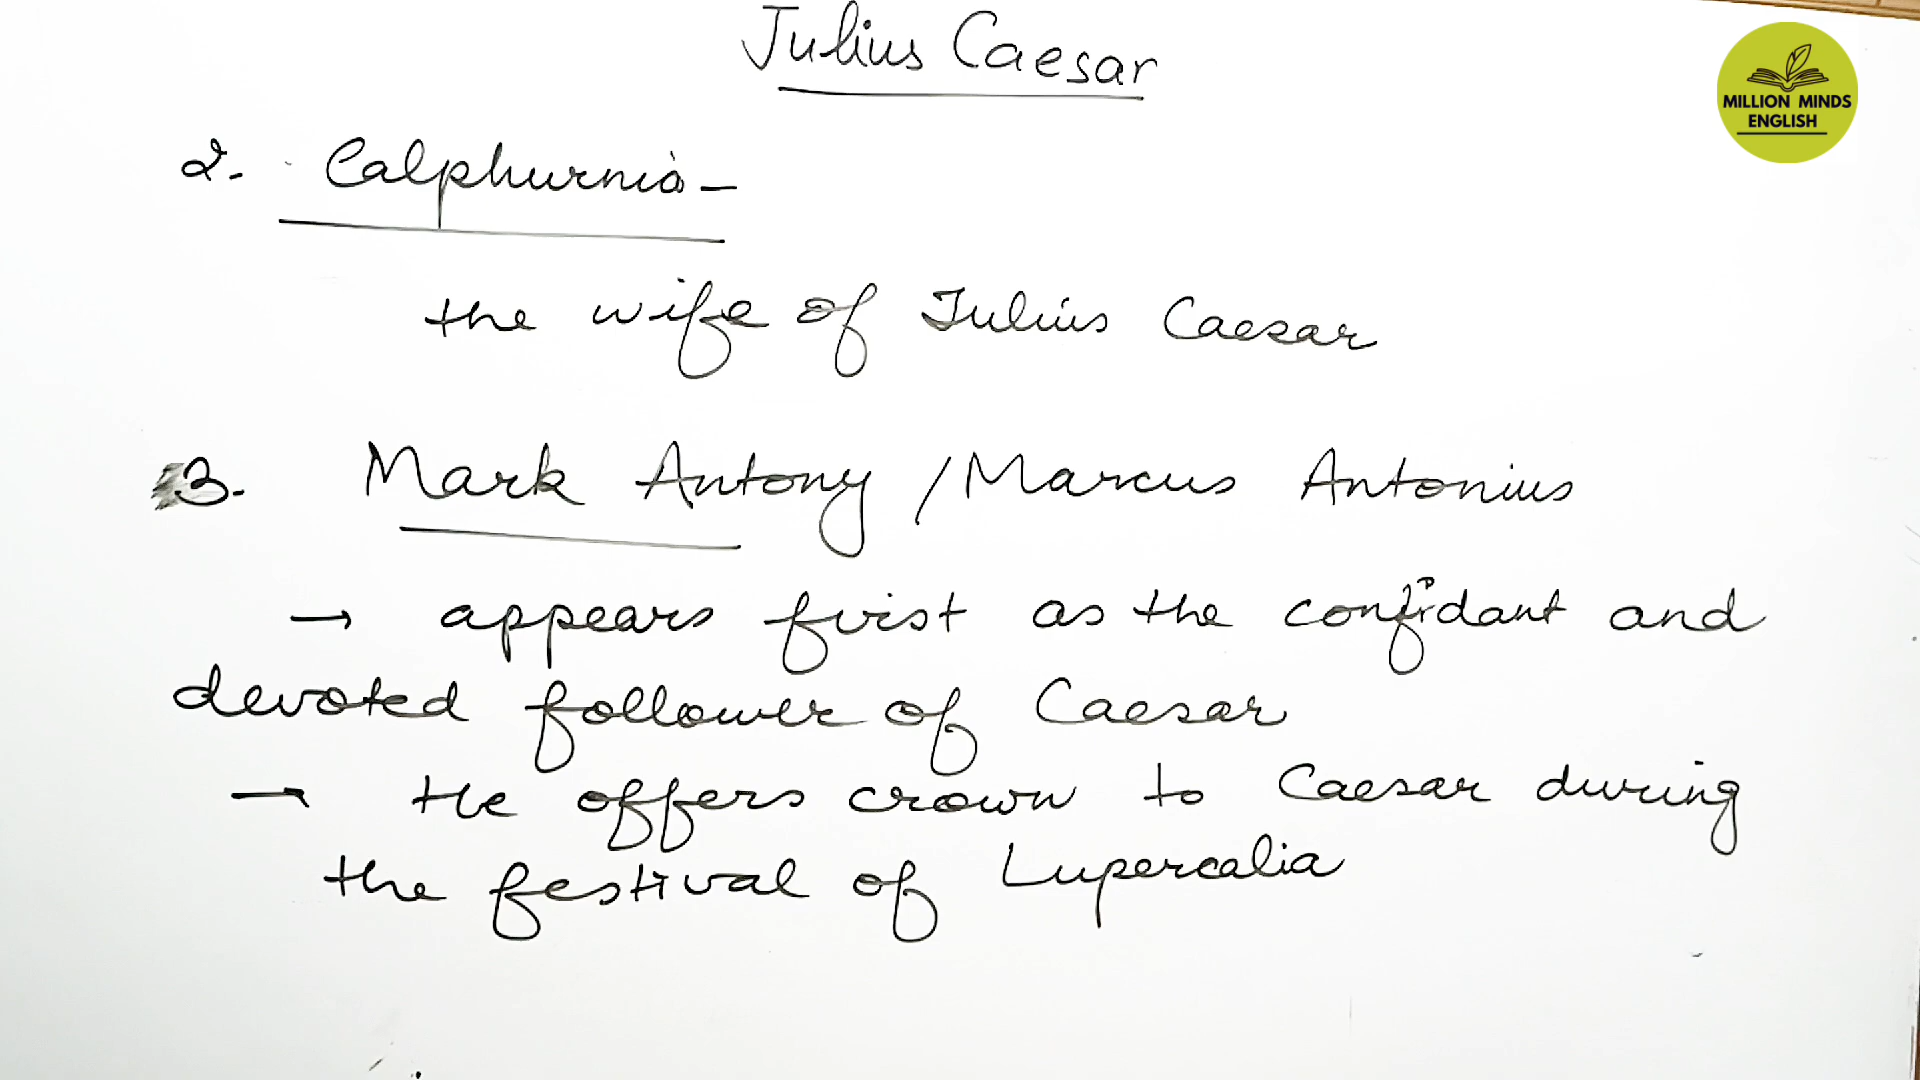 Julius Caesar
MILLION MINDS
ENGLISH
2. Calphurnia -
the wife of Julius Caesar
3. Mark Antony / Marcus Antonius
→ appears first as the confidant and
devoted follower of Caesar
→ He offers crown to Caesar during
the festival of Lupercalia